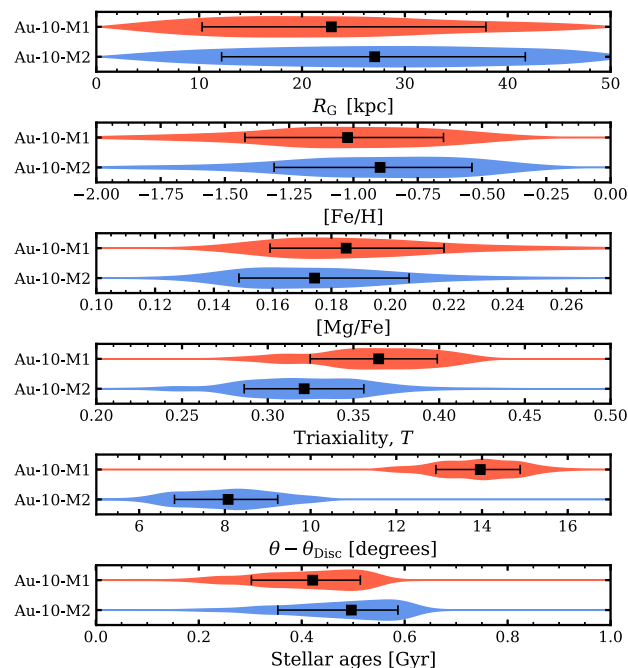 Au-10-M1
Au-10-M2
0 10 20 30 40 50
R_G [kpc]
Au-10-M1
Au-10-M2
−2.00 −1.75 −1.50 −1.25 −1.00 −0.75 −0.50 −0.25 0.00
[Fe/H]
Au-10-M1
Au-10-M2
0.10 0.12 0.14 0.16 0.18 0.20 0.22 0.24 0.26
[Mg/Fe]
Au-10-M1
Au-10-M2
0.20 0.25 0.30 0.35 0.40 0.45 0.50
Triaxiality, T
Au-10-M1
Au-10-M2
6 8 10 12 14 16
θ − θ_Disc [degrees]
Au-10-M1
Au-10-M2
0.0 0.2 0.4 0.6 0.8 1.0
Stellar ages [Gyr]